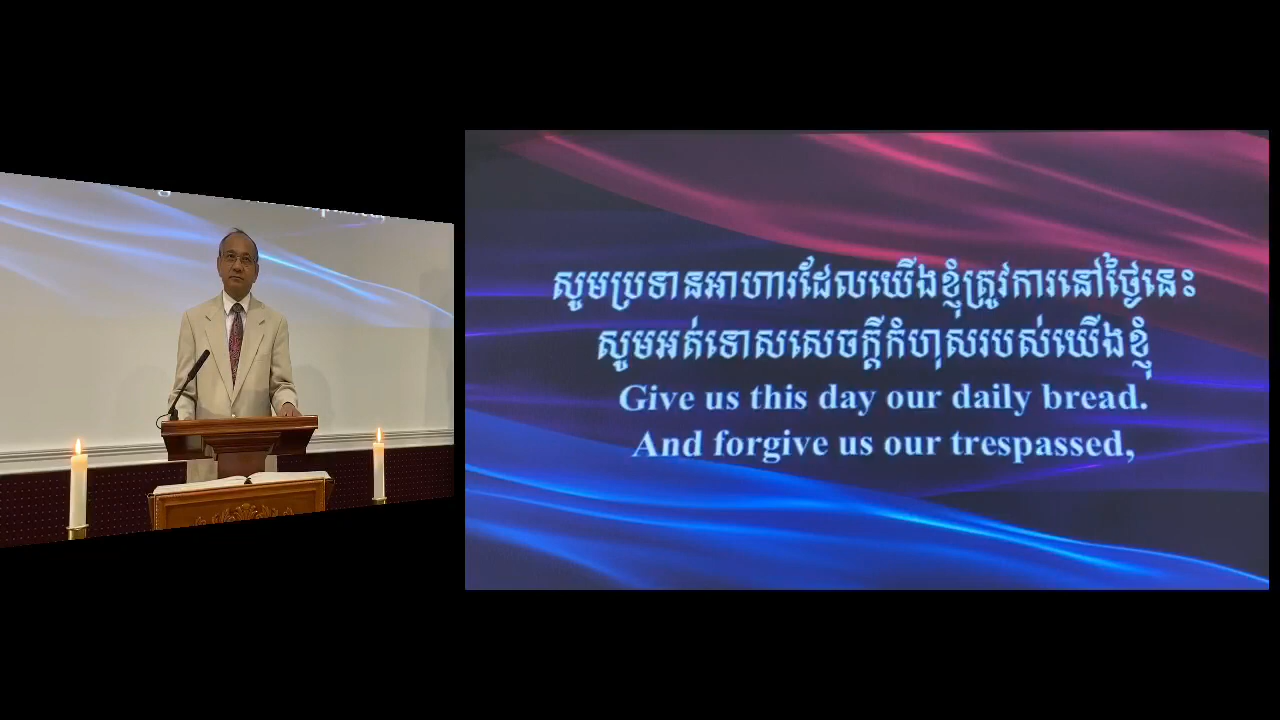 សូមប្រទានអាហារដែលយើងខ្ញុំត្រូវការនៅថ្ងៃនេះ
សូមអត់ទោសសេចក្ដីកំហុសរបស់យើងខ្ញុំ
Give us this day our daily bread.
And forgive us our trespassed,